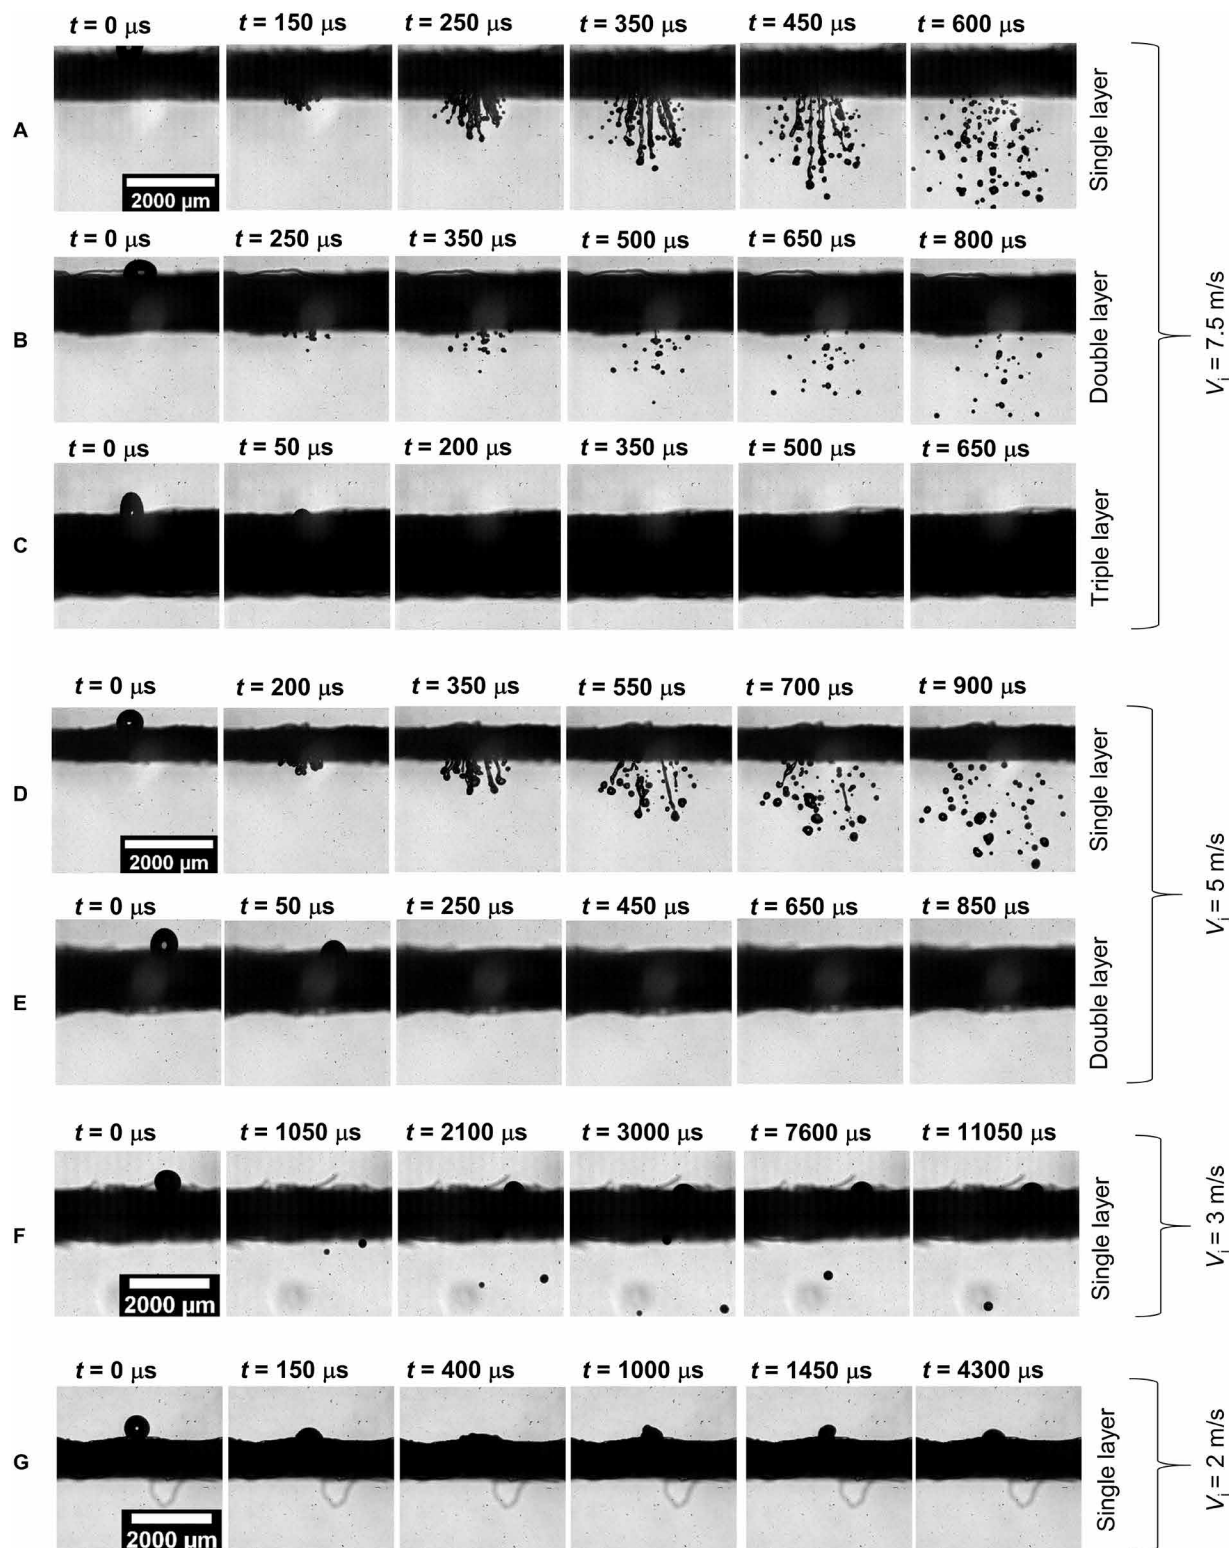 t = 0 µs t = 150 µs t = 250 µs t = 350 µs t = 450 µs t = 600 µs
A
2000 µm
Single layer
t = 0 µs t = 250 µs t = 350 µs t = 500 µs t = 650 µs t = 800 µs
B
Double layer
Vi = 7.5 m/s
t = 0 µs t = 50 µs t = 200 µs t = 350 µs t = 500 µs t = 650 µs
C
Triple layer
t = 0 µs t = 200 µs t = 350 µs t = 550 µs t = 700 µs t = 900 µs
D
2000 µm
Single layer
Vi = 5 m/s
t = 0 µs t = 50 µs t = 250 µs t = 450 µs t = 650 µs t = 850 µs
E
Double layer
t = 0 µs t = 1050 µs t = 2100 µs t = 3000 µs t = 7600 µs t = 11050 µs
F
2000 µm
Single layer
Vi = 3 m/s
t = 0 µs t = 150 µs t = 400 µs t = 1000 µs t = 1450 µs t = 4300 µs
G
2000 µm
Single layer
Vi = 2 m/s